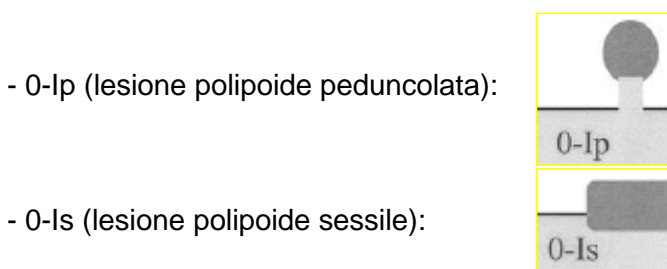 - 0-Ip (lesione polipoide peduncolata):
0-Ip
- 0-Is (lesione polipoide sessile):
0-Is